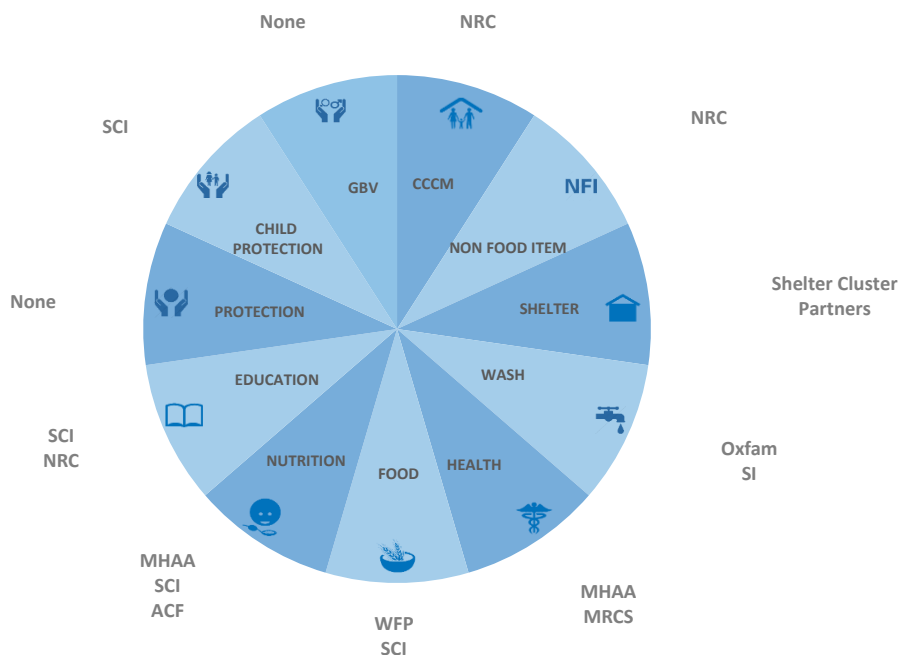 None
NRC
SCI
NRC
NFI
GBV
CCCM
CHILD
PROTECTION
NON FOOD ITEM
None
PROTECTION
SHELTER
Shelter Cluster
Partners
EDUCATION
WASH
SCI
NRC
NUTRITION
FOOD
HEALTH
Oxfam
SI
MHAA
SCI
ACF
WFP
SCI
MHAA
MRCS